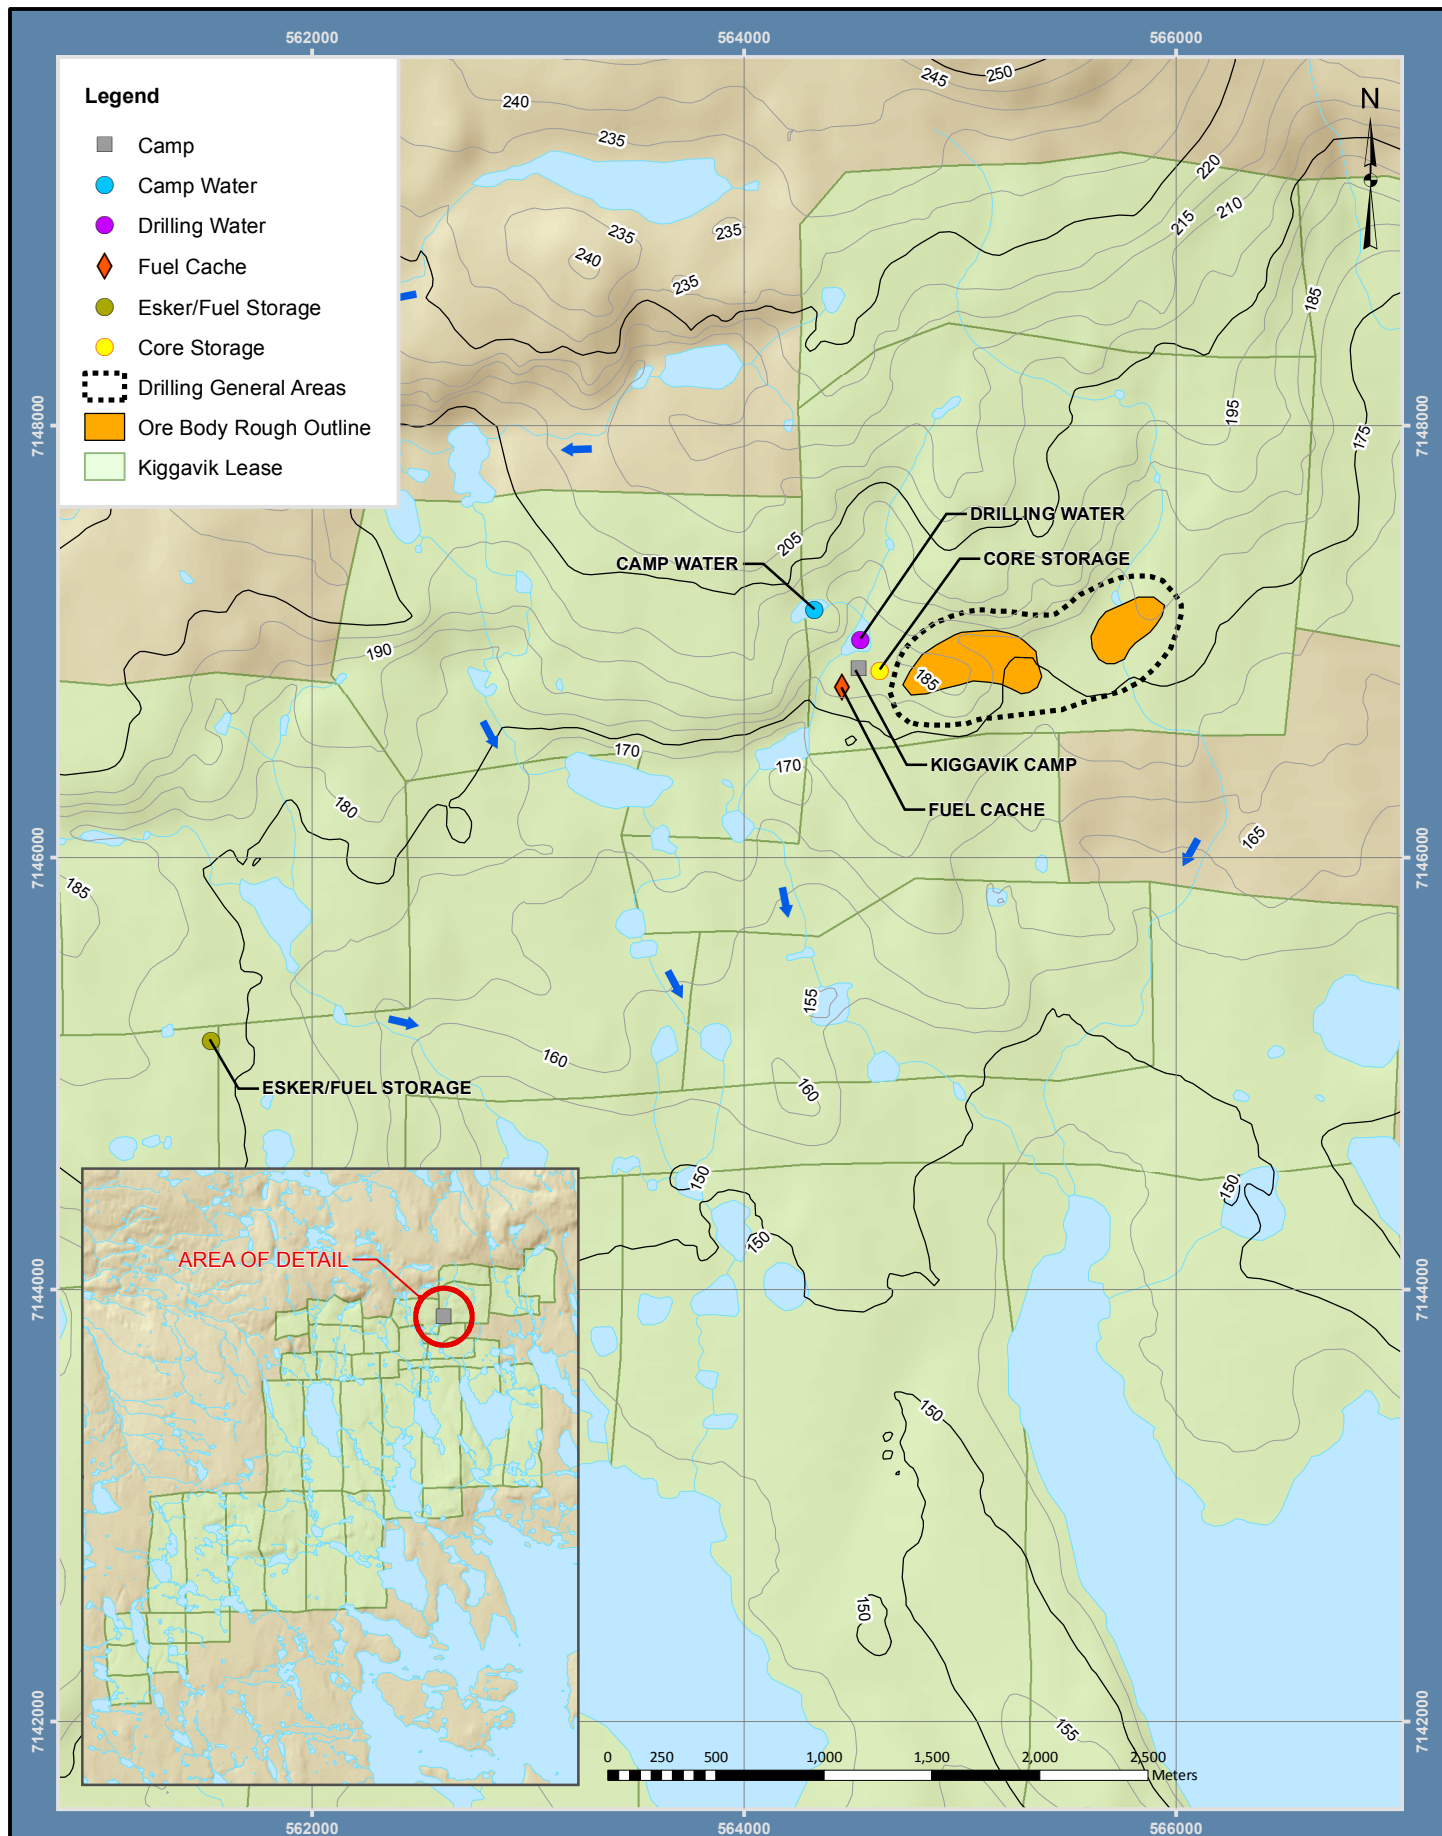 562000
564000
566000
Legend
Camp
Camp Water
Drilling Water
Fuel Cache
Esker/Fuel Storage
Core Storage
Drilling General Areas
Ore Body Rough Outline
Kiggavik Lease
N
240
245
250
235
220
215
210
235
235
240
235
185
195
175
7148000
7148000
DRILLING WATER
205
CAMP WATER
CORE STORAGE
190
185
170
170
KIGGAVIK CAMP
180
FUEL CACHE
165
7146000
7146000
185
155
160
160
ESKER/FUEL STORAGE
150
150
150
AREA OF DETAIL
7144000
7144000
150
150
155
7142000
7142000
0 250 500 1,000 1,500 2,000 2,500
Meters
562000
564000
566000